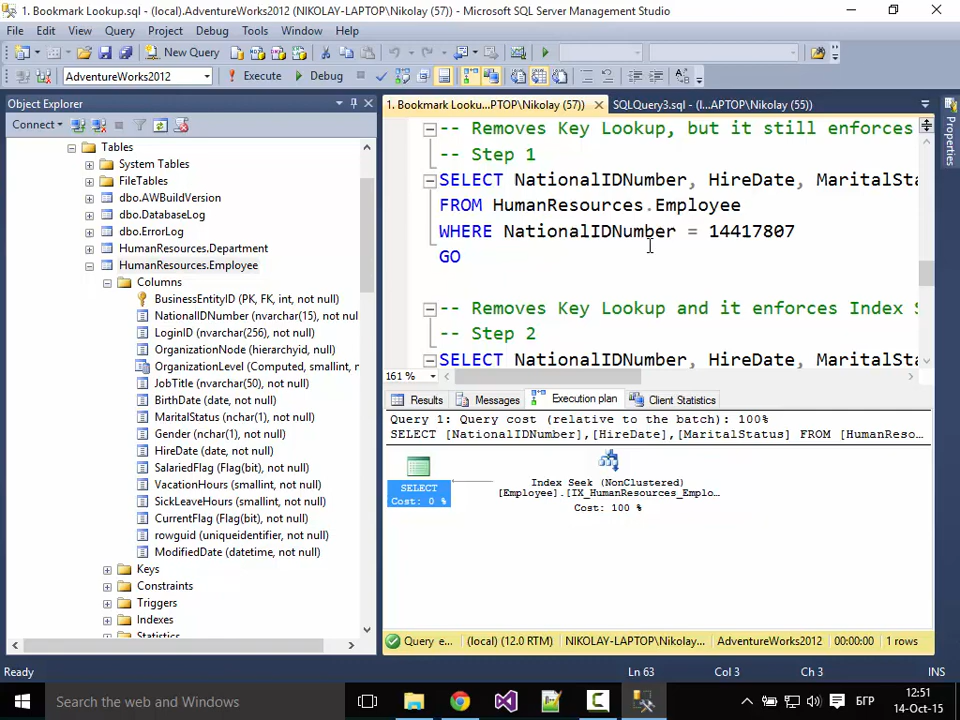 1. Bookmark Lookup.sql - (local).AdventureWorks2012 (NIKOLAY-LAPTOP\Nikolay (57)) - Microsoft SQL Server Management Studio
File Edit View Query Project Debug Tools Window Help
New Query
AdventureWorks2012 Execute Debug
Object Explorer
Connect
Tables
System Tables
FileTables
dbo.AWBuildVersion
dbo.DatabaseLog
dbo.ErrorLog
HumanResources.Department
HumanResources.Employee
Columns
BusinessEntityID (PK, FK, int, not null)
NationalIDNumber (nvarchar(15), not nul
LoginID (nvarchar(256), not null)
OrganizationNode (hierarchyid, null)
OrganizationLevel (Computed, smallint, n
JobTitle (nvarchar(50), not null)
BirthDate (date, not null)
MaritalStatus (nchar(1), not null)
Gender (nchar(1), not null)
HireDate (date, not null)
SalariedFlag (Flag(bit), not null)
VacationHours (smallint, not null)
SickLeaveHours (smallint, not null)
CurrentFlag (Flag(bit), not null)
rowguid (uniqueidentifier, not null)
ModifiedDate (datetime, not null)
Keys
Constraints
Triggers
Indexes
Statistics
1. Bookmark Looku...PTOP\Nikolay (57)) SQLQuery3.sql - (l...APTOP\Nikolay (55))
-- Removes Key Lookup, but it still enforces
-- Step 1
SELECT NationalIDNumber, HireDate, MaritalSta
FROM HumanResources.Employee
WHERE NationalIDNumber = 14417807
GO
-- Removes Key Lookup and it enforces Index S
-- Step 2
SELECT NationalIDNumber, HireDate, MaritalSta
161 %
Results Messages Execution plan Client Statistics
Query 1: Query cost (relative to the batch): 100%
SELECT [NationalIDNumber],[HireDate],[MaritalStatus] FROM [HumanReso...
SELECT
Cost: 0 %
Index Seek (NonClustered)
[Employee].[IX_HumanResources_Emplo...
Cost: 100 %
Query e... (local) (12.0 RTM) NIKOLAY-LAPTOP\Nikolay... AdventureWorks2012 00:00:00 1 rows
Properties
Ready Ln 63 Col 3 Ch 3 INS
Search the web and Windows
БГР
12:51
14-Oct-15